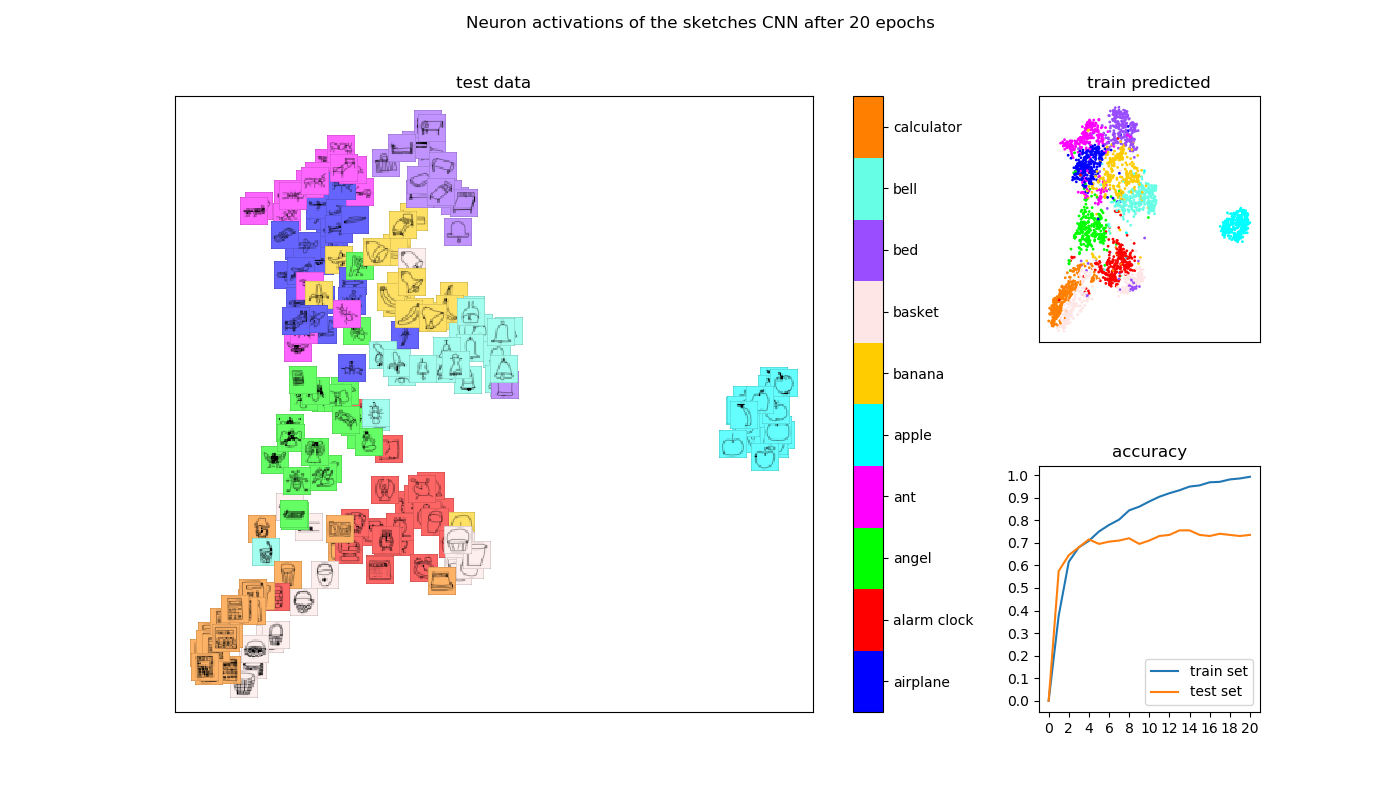 Neuron activations of the sketches CNN after 20 epochs
test data
calculator
bell
bed
basket
banana
apple
ant
angel
alarm clock
airplane
train predicted
accuracy
1.0
0.9
0.8
0.7
0.6
0.5
0.4
0.3
0.2
0.1
0.0
train set
test set
0 2 4 6 8 10 12 14 16 18 20